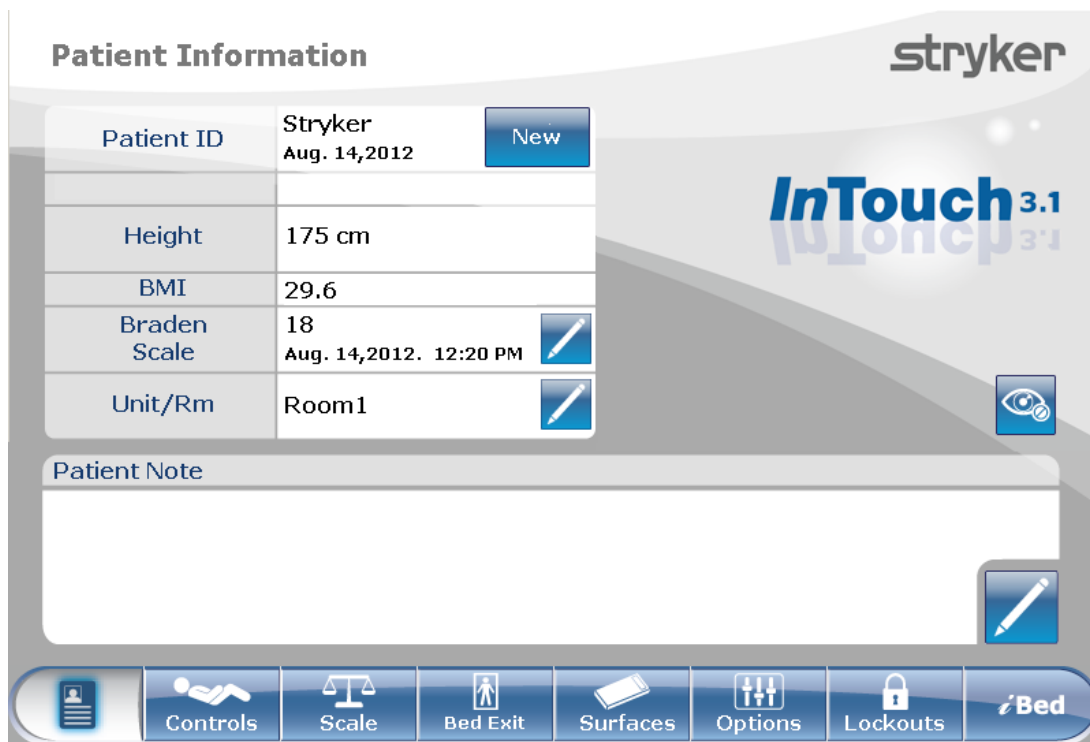 Patient Information
stryker
Patient ID
Stryker
Aug. 14,2012
New
InTouch 3.1
Height
175 cm
BMI
29.6
Braden
Scale
18
Aug. 14,2012. 12:20 PM
Unit/Rm
Room1
Patient Note
Controls
Scale
Bed Exit
Surfaces
Options
Lockouts
iBed